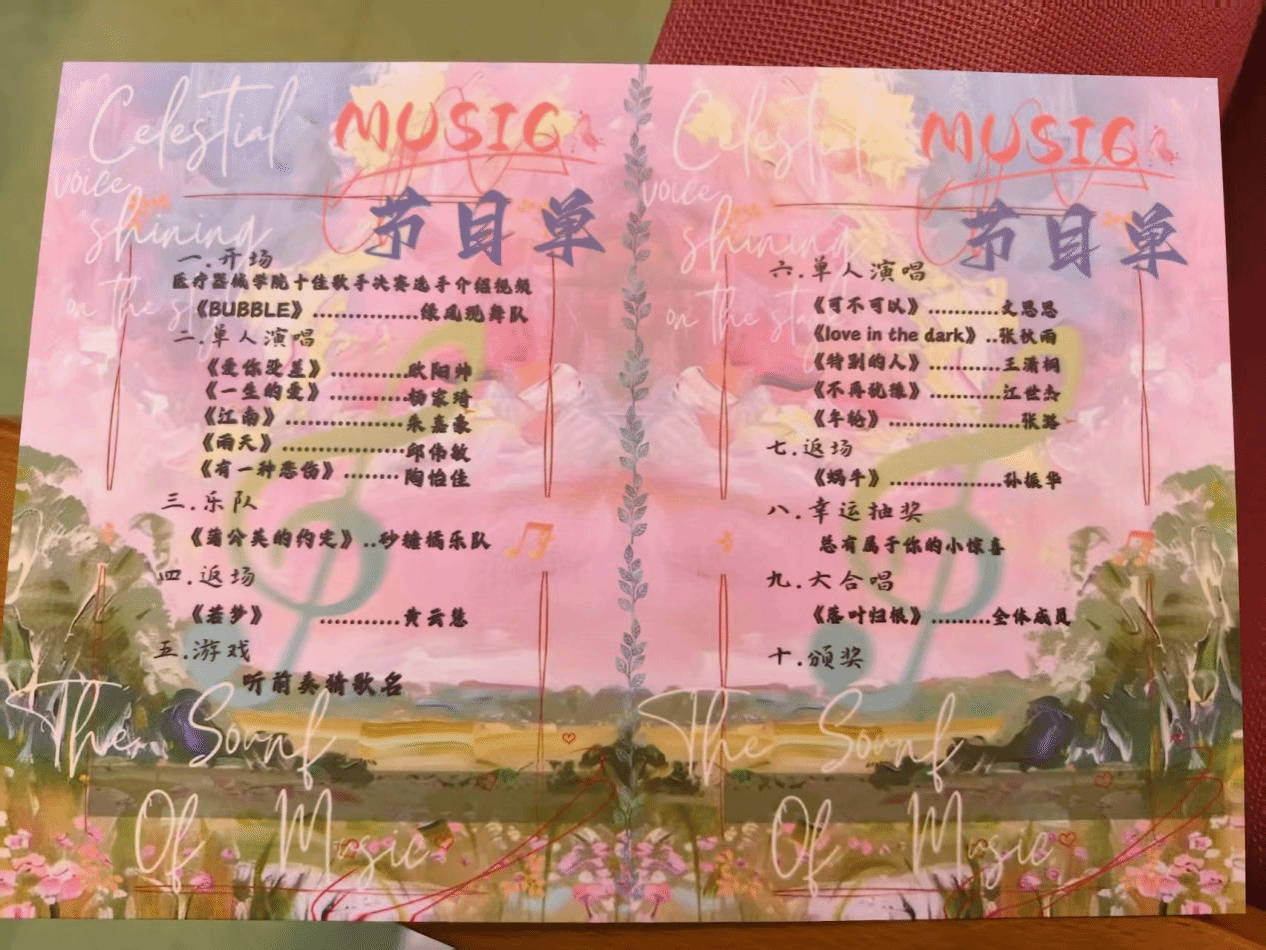 Celestial
MUSIC
voice
shining
on the stage
节目单
一.开场
医疗器械学院十佳歌手决赛选手介绍视频
《BUBBLE》...............缘凤现舞队
二.单人演唱
《爱你没差》...........欧阳帅
《一生的爱》...........杨家琦
《江南》.................朱嘉豪
《雨天》.................邱伟敏
《有一种悲伤》........陶怡佳
三.乐队
《蒲公英的约定》..砂糖橘乐队
四.返场
《若梦》............黄云慧
五.游戏
听前奏猜歌名
The Sounf
Of Music
Celestial
MUSIC
voice
shining
on the stage
节目单
六.单人演唱
《可不可以》..........文思思
《love in the dark》..张秋雨
《特别的人》..........王潇桐
《不再犹豫》..........江世杰
《年轮》...................张潞
七.返场
《蜗牛》................孙振华
八.幸运抽奖
总有属于你的小惊喜
九.大合唱
《落叶归根》.........全体成员
十.颁奖
The Sounf
Of Music